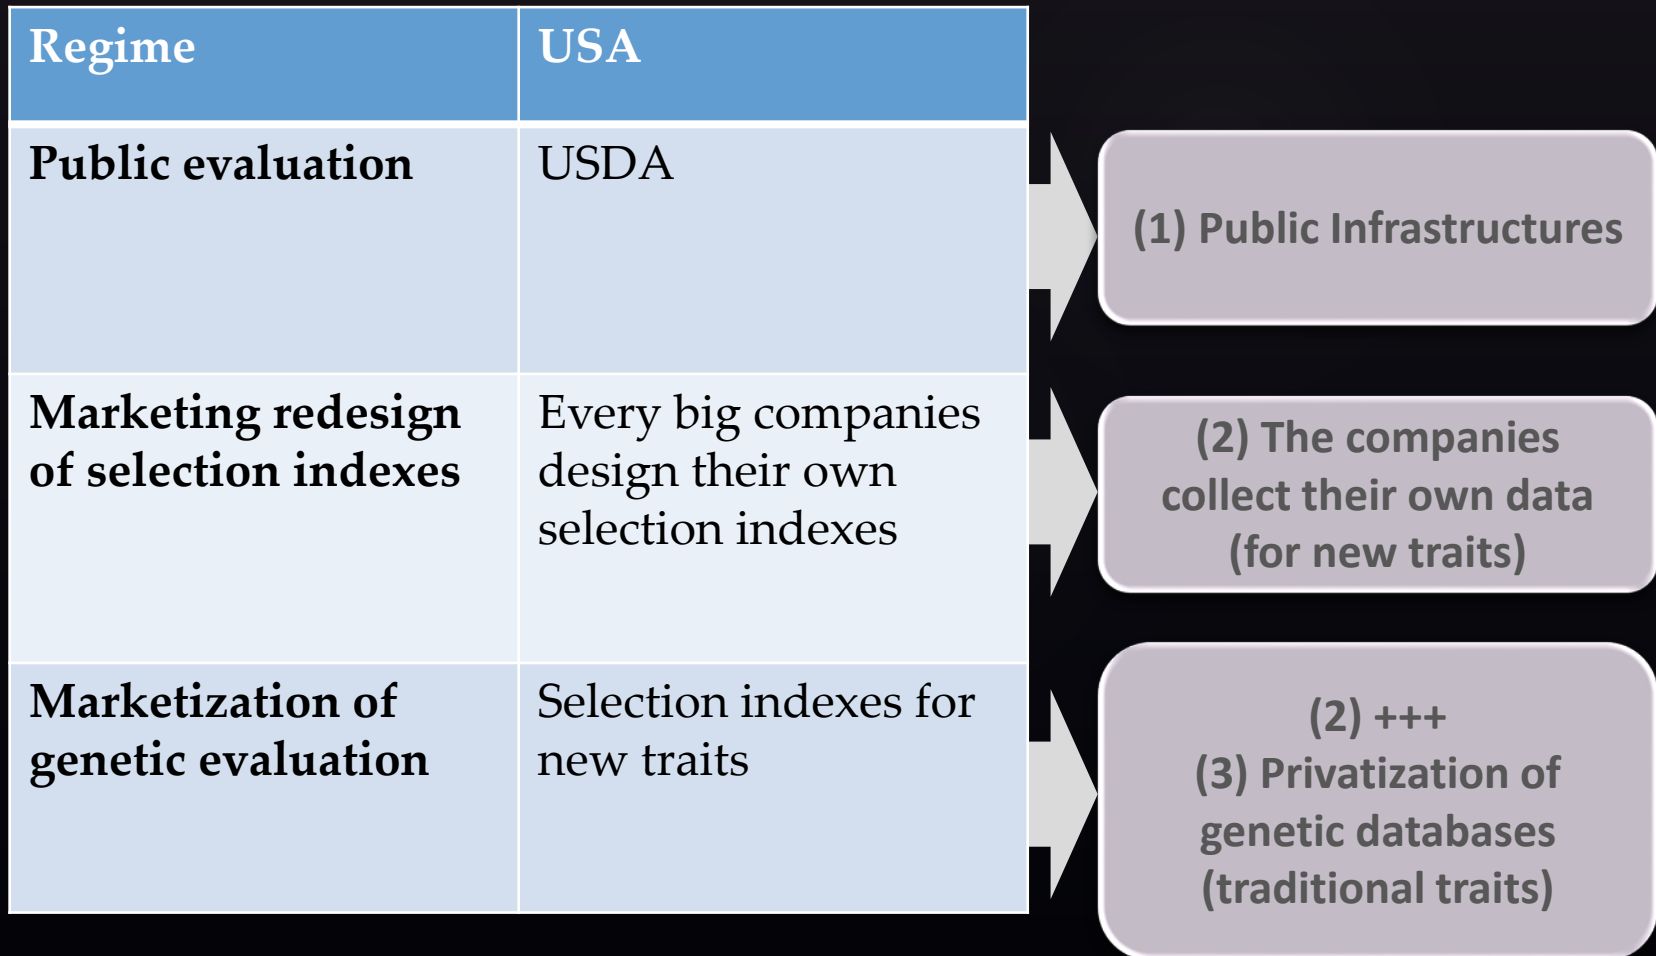 Regime
USA
Public evaluation
USDA
(1) Public Infrastructures
Marketing redesign
of selection indexes
Every big companies
design their own
selection indexes
(2) The companies
collect their own data
(for new traits)
Marketization of
genetic evaluation
Selection indexes for
new traits
(2) +++
(3) Privatization of
genetic databases
(traditional traits)